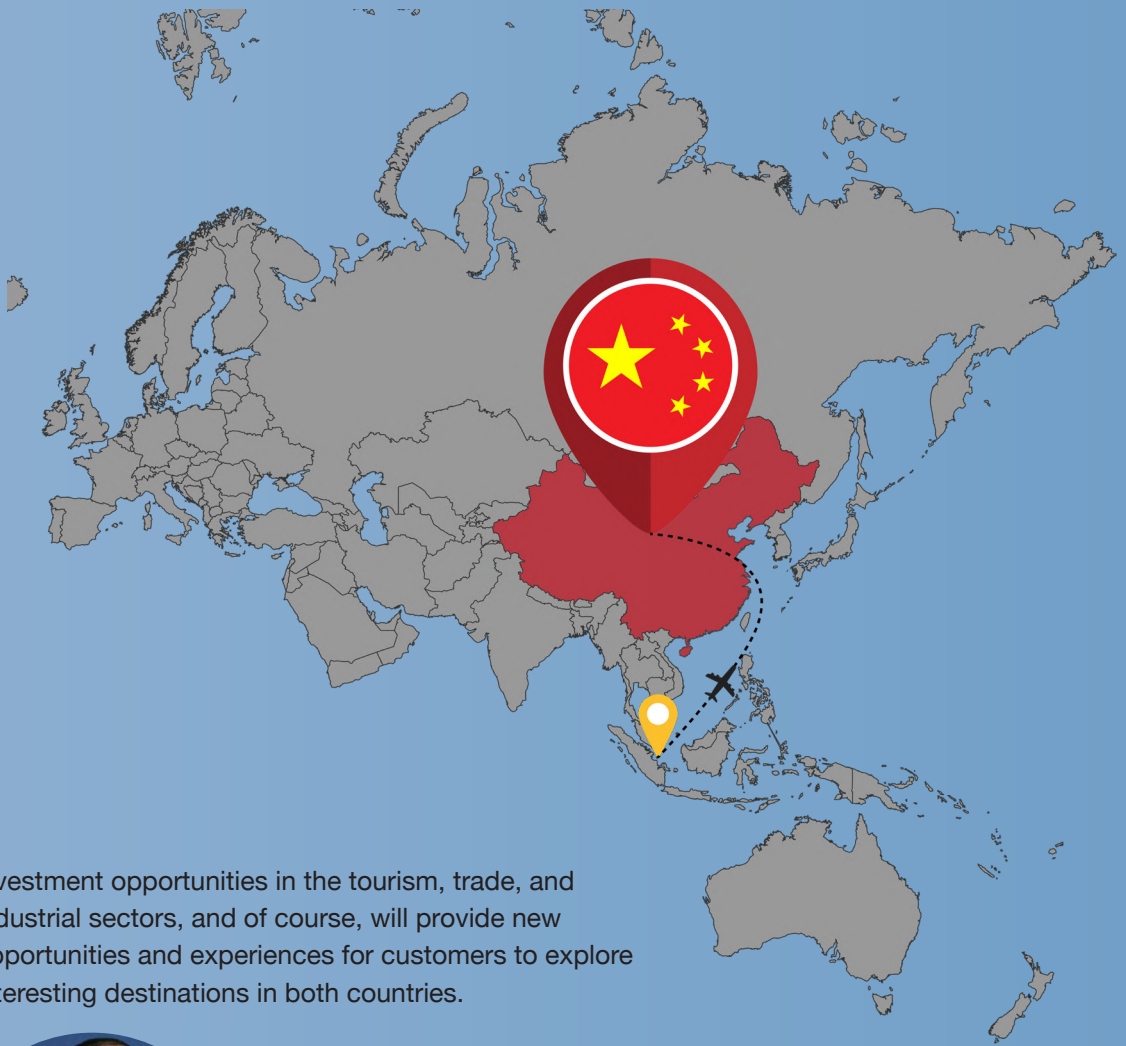 vestment opportunities in the tourism, trade, and
dustrial sectors, and of course, will provide new
pportunities and experiences for customers to explore
teresting destinations in both countries.